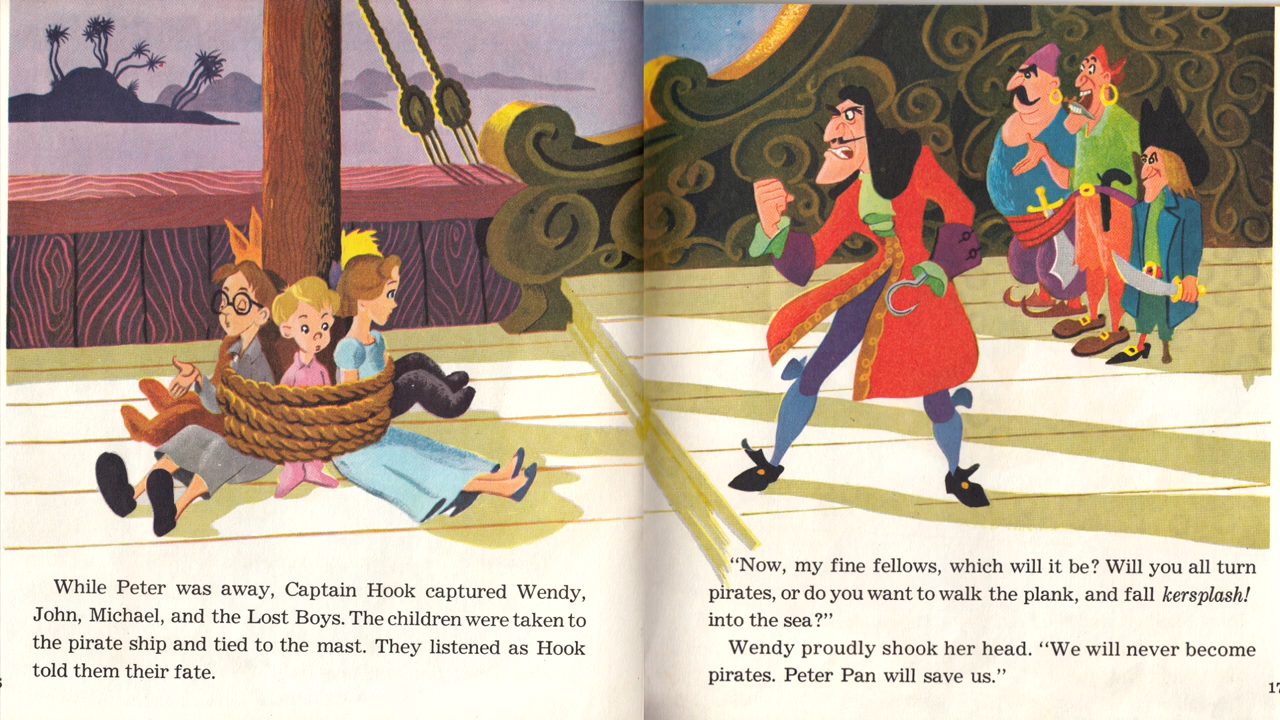 While Peter was away, Captain Hook captured Wendy,
John, Michael, and the Lost Boys. The children were taken to
the pirate ship and tied to the mast. They listened as Hook
told them their fate.
“Now, my fine fellows, which will it be? Will you all turn
pirates, or do you want to walk the plank, and fall kersplash!
into the sea?”
Wendy proudly shook her head. “We will never become
pirates. Peter Pan will save us.”
17